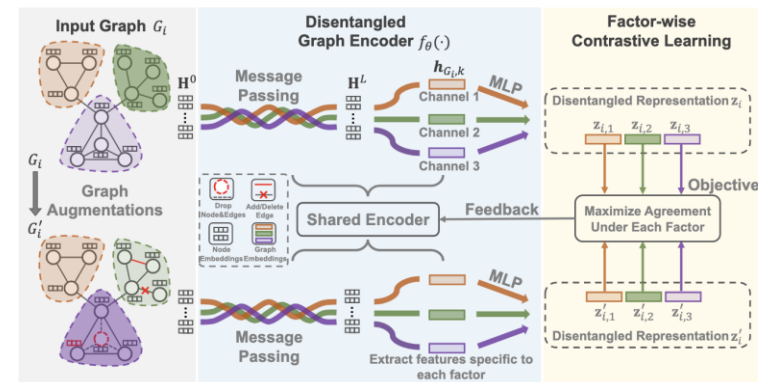 Input Graph G_i
Disentangled
Graph Encoder f_θ(·)
Factor-wise
Contrastive Learning
H^0
Message
Passing
H^L
h_{G_i,k}
Channel 1
Channel 2
Channel 3
MLP
Disentangled Representation z_i
z_{i,1}
z_{i,2}
z_{i,3}
G_i
Graph
Augmentations
G_i'
Drop
Node&Edges
Add/Delete
Edge
Node
Embeddings
Graph
Embeddings
Shared Encoder
Feedback
Objective
Maximize Agreement
Under Each Factor
Message
Passing
MLP
Extract features specific to
each factor
z'_{i,1}
z'_{i,2}
z'_{i,3}
Disentangled Representation z_i'